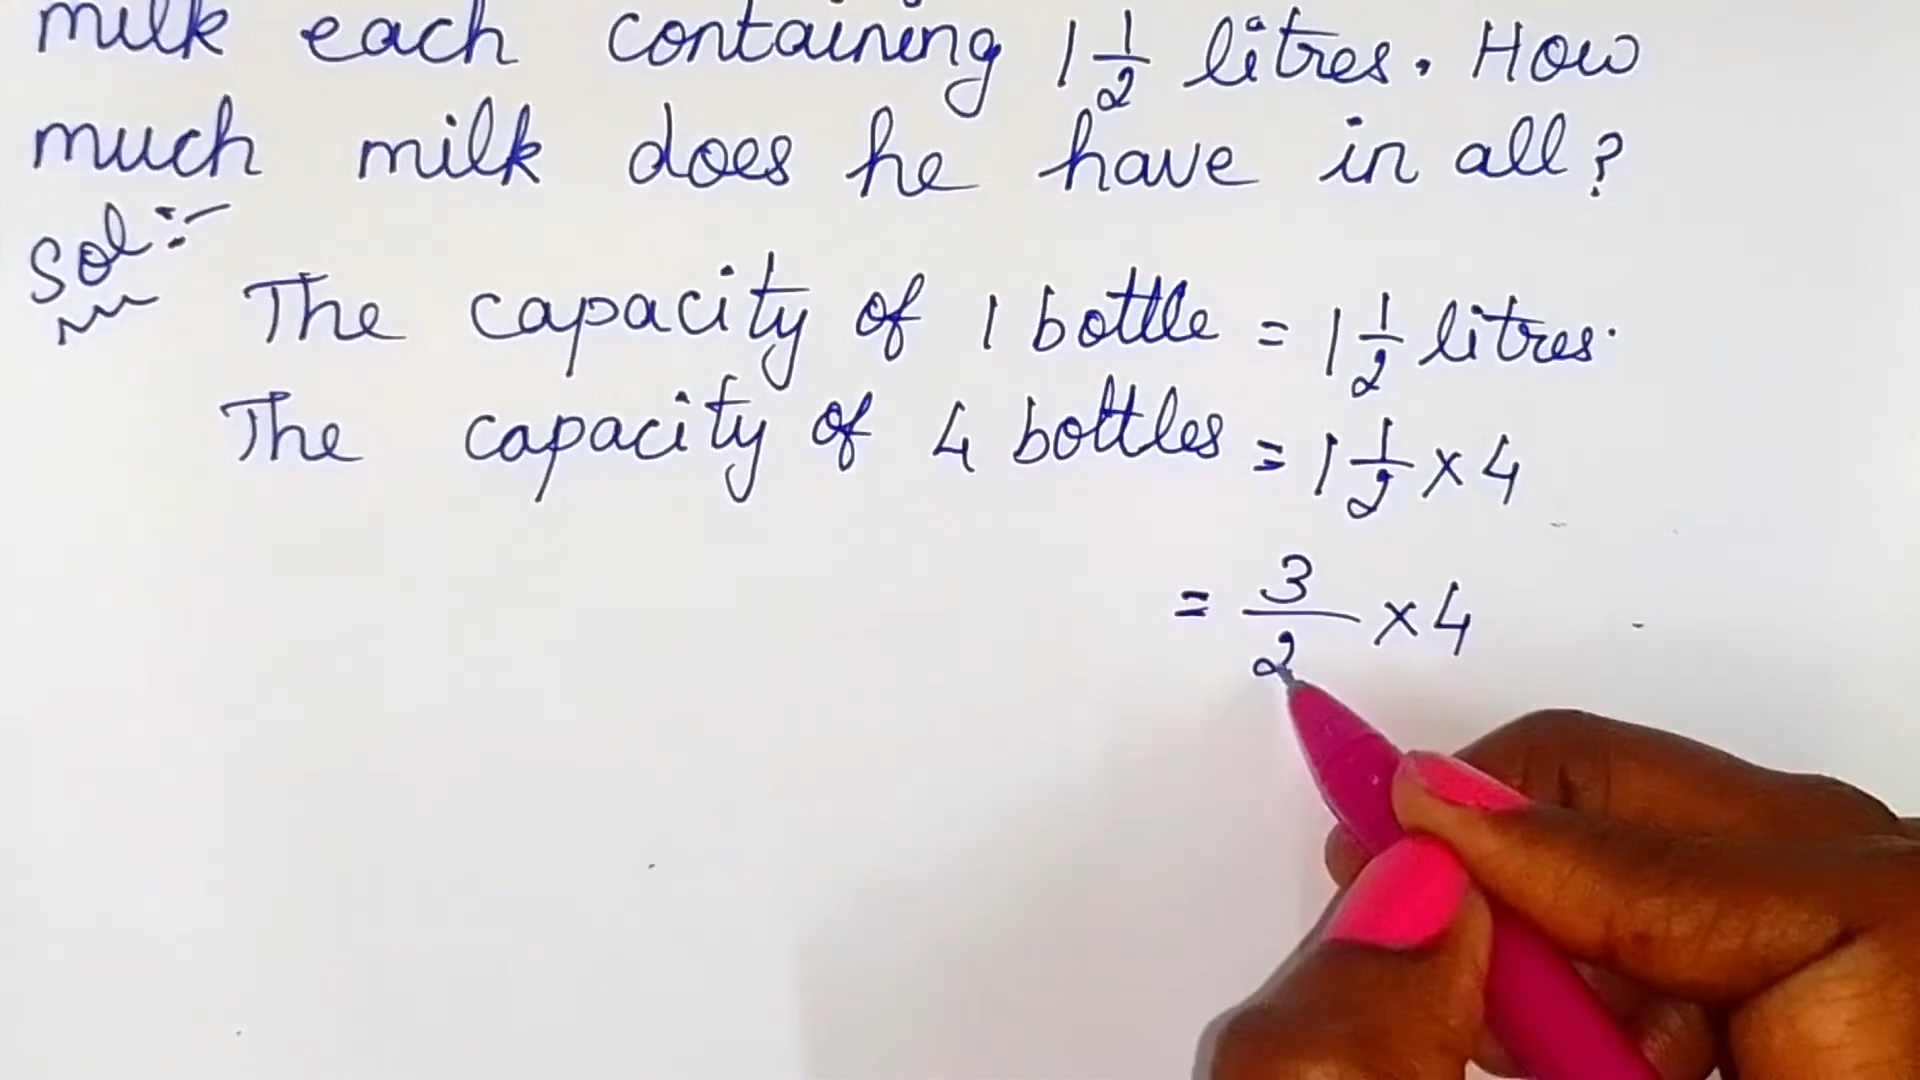 milk each containing 1 1/2 litres. How
much milk does he have in all?
Sol:-
The capacity of 1 bottle = 1 1/2 litres.
The capacity of 4 bottles = 1 1/2 × 4
= 3/2 × 4